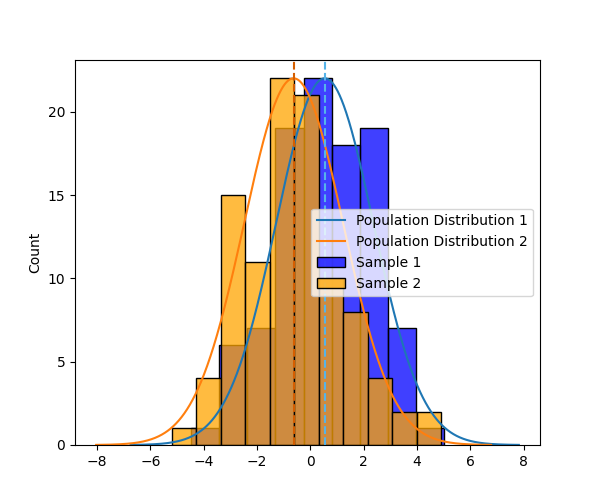 20
15
10
5
0
Count
Population Distribution 1
Population Distribution 2
Sample 1
Sample 2
−8 −6 −4 −2 0 2 4 6 8